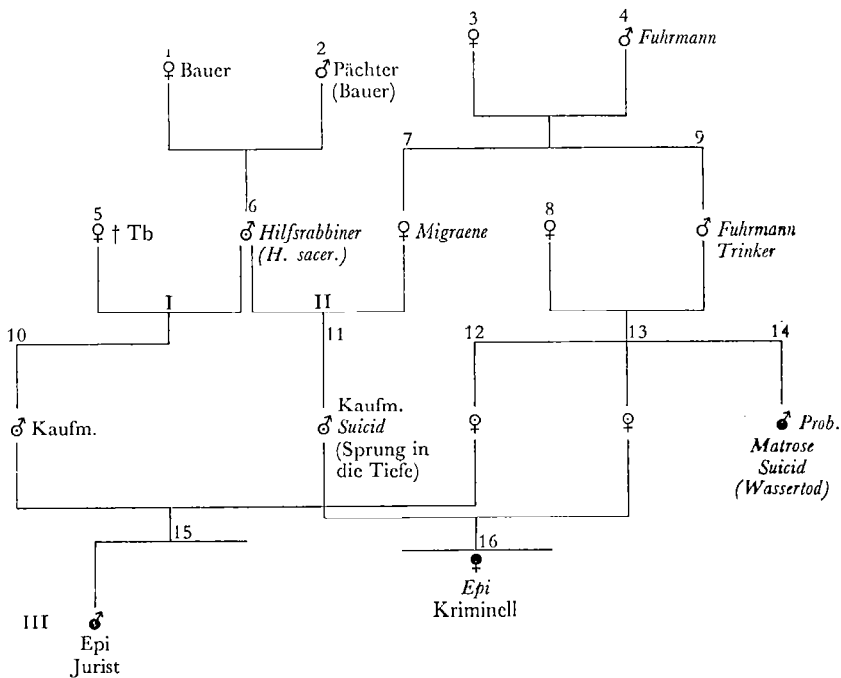 3
4
♀
♂ Fuhrmann
1
2
♀ Bauer
♂ Pächter
(Bauer)
7
9
5
6
8
♀ † Tb
♂ Hilfsrabbiner
(H. sacer.)
♀ Migraene
♀
♂ Fuhrmann
Trinker
I
II
10
11
12
13
14
♂ Kaufm.
♂ Kaufm.
Suicid
(Sprung in
die Tiefe)
♀
♀
♂ Prob.
Matrose
Suicid
(Wassertod)
15
16
III
♂
Epi
Jurist
♀
Epi
Kriminell